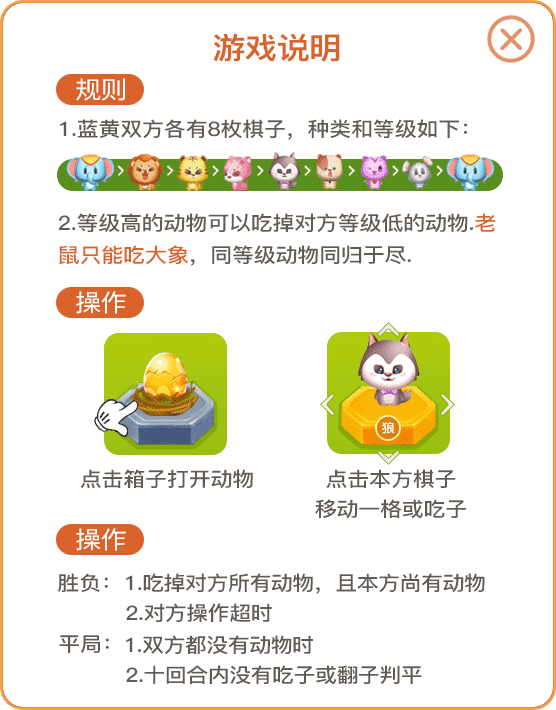 游戏说明
规则
1.蓝黄双方各有8枚棋子，种类和等级如下：
2.等级高的动物可以吃掉对方等级低的动物.老
鼠只能吃大象，同等级动物同归于尽.
操作
狼
点击箱子打开动物
点击本方棋子
移动一格或吃子
操作
胜负：1.吃掉对方所有动物，且本方尚有动物
2.对方操作超时
平局：1.双方都没有动物时
2.十回合内没有吃子或翻子判平